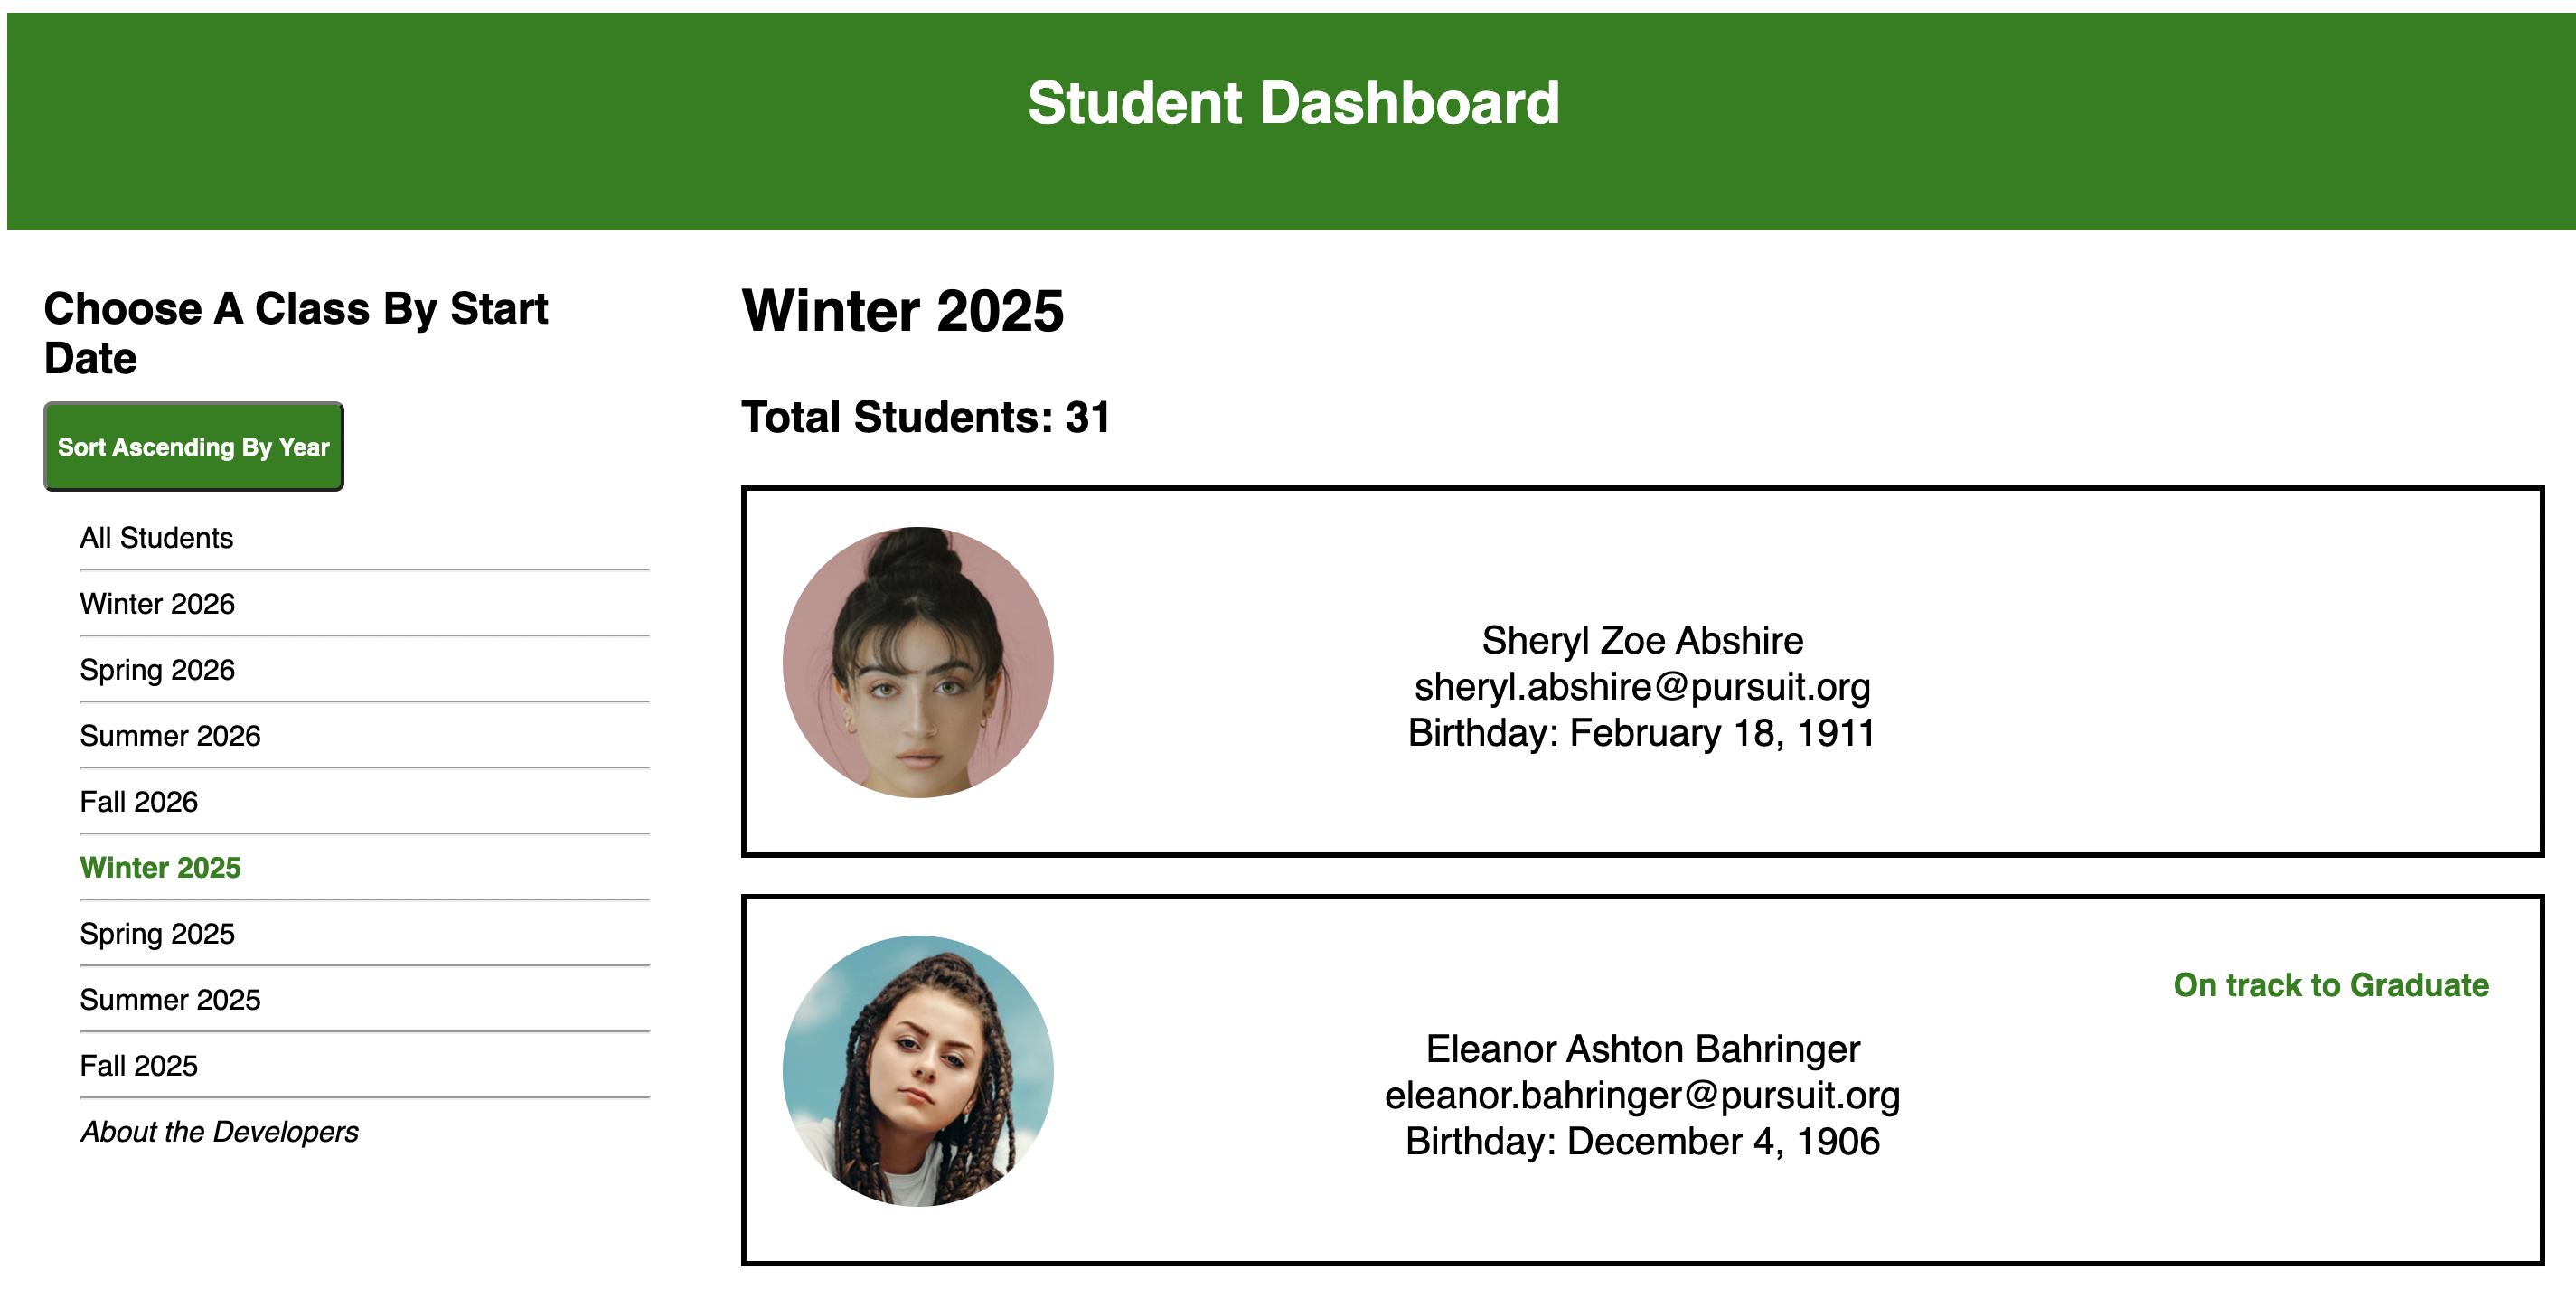 Student Dashboard
Choose A Class By Start
Date
Sort Ascending By Year
All Students
Winter 2026
Spring 2026
Summer 2026
Fall 2026
Winter 2025
Spring 2025
Summer 2025
Fall 2025
About the Developers
Winter 2025
Total Students: 31
Sheryl Zoe Abshire
sheryl.abshire@pursuit.org
Birthday: February 18, 1911
On track to Graduate
Eleanor Ashton Bahringer
eleanor.bahringer@pursuit.org
Birthday: December 4, 1906